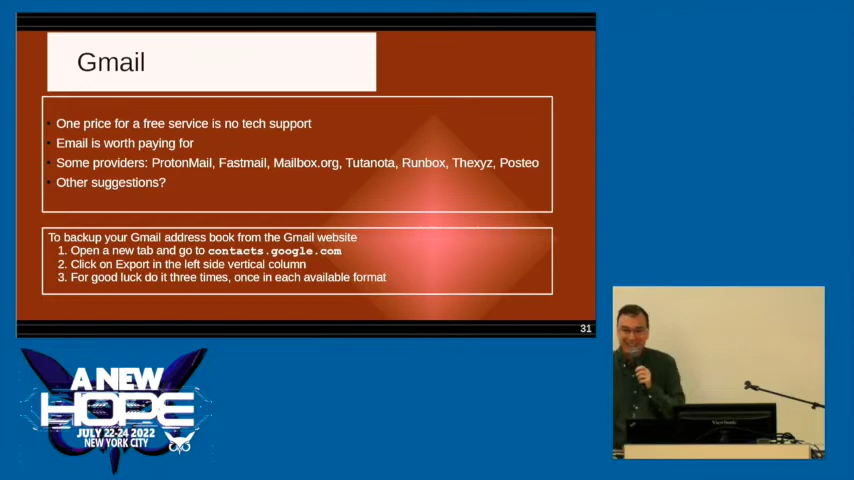 Gmail
• One price for a free service is no tech support
• Email is worth paying for
• Some providers: ProtonMail, Fastmail, Mailbox.org, Tutanota, Runbox, Thexyz, Posteo
• Other suggestions?
To backup your Gmail address book from the Gmail website
1. Open a new tab and go to contacts.google.com
2. Click on Export in the left side vertical column
3. For good luck do it three times, once in each available format
31
A NEW
HOPE
JULY 22-24 2022
NEW YORK CITY
ViewSonic